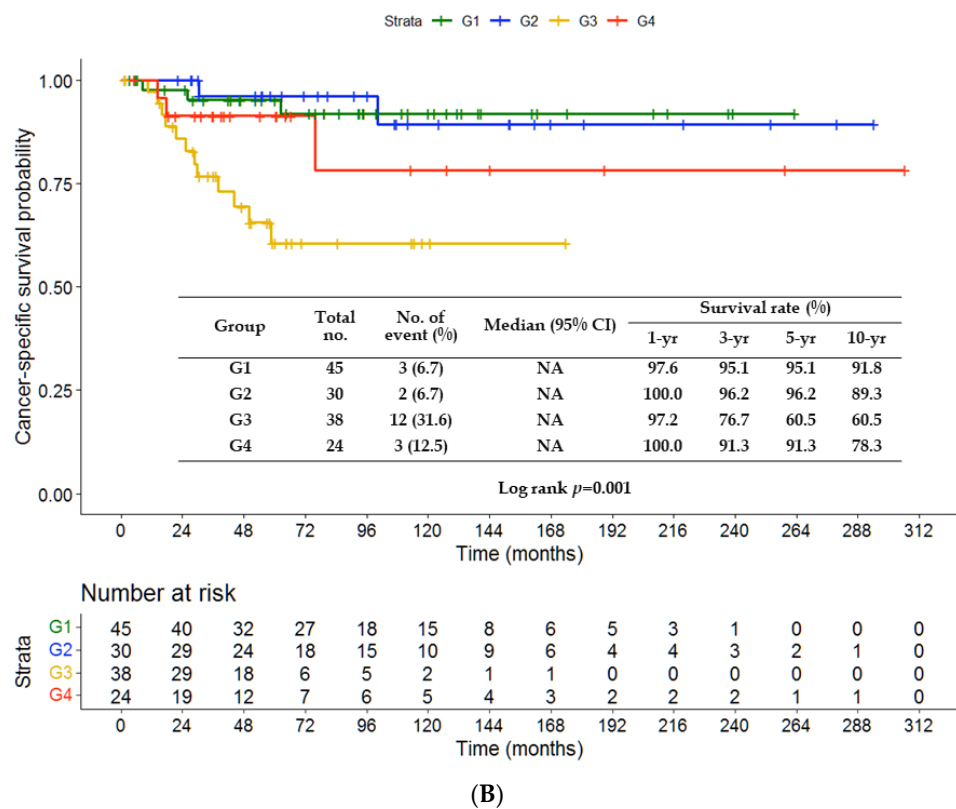 Strata G1 G2 G3 G4
Cancer-specific survival probability
1.00
0.75
0.50
0.25
0.00
Group Total no. No. of event (%) Median (95% CI) Survival rate (%)
1-yr 3-yr 5-yr 10-yr
G1 45 3 (6.7) NA 97.6 95.1 95.1 91.8
G2 30 2 (6.7) NA 100.0 96.2 96.2 89.3
G3 38 12 (31.6) NA 97.2 76.7 60.5 60.5
G4 24 3 (12.5) NA 100.0 91.3 91.3 78.3
Log rank p=0.001
0 24 48 72 96 120 144 168 192 216 240 264 288 312
Time (months)
Number at risk
Strata
G1 45 40 32 27 18 15 8 6 5 3 1 0 0 0
G2 30 29 24 18 15 10 9 6 4 4 3 2 1 0
G3 38 29 18 6 5 2 1 1 0 0 0 0 0 0
G4 24 19 12 7 6 5 4 3 2 2 2 1 1 0
0 24 48 72 96 120 144 168 192 216 240 264 288 312
Time (months)
(B)